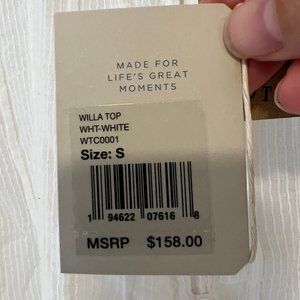 MADE FOR
LIFE'S GREAT
MOMENTS
WILLA TOP
WHT-WHITE
WTC0001
Size: S
1 94622 07616 8
MSRP $158.00